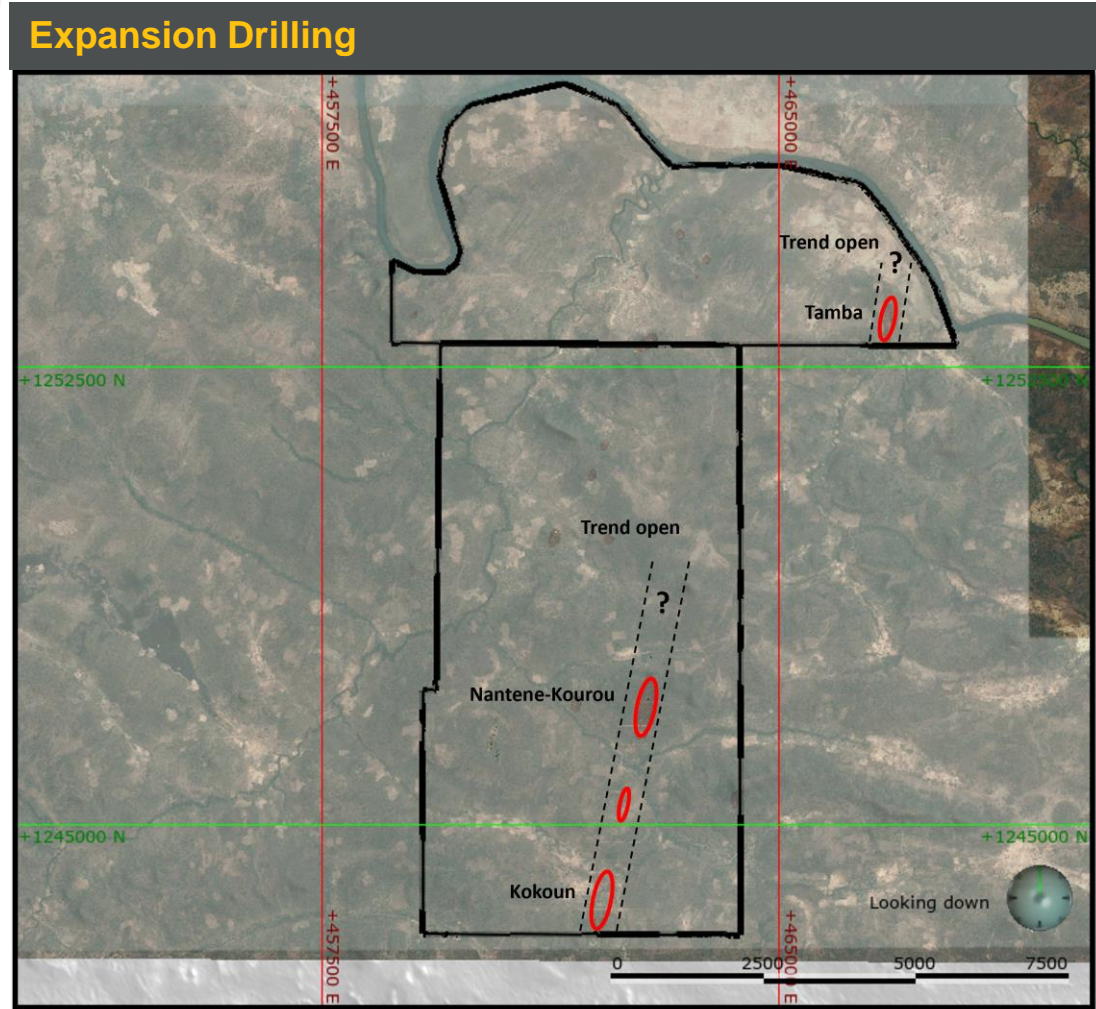 Expansion Drilling
+457500 E
+465000 E
Trend open
?
Tamba
+1252500 N
+1252500 N
Trend open
?
Nantene-Kourou
+1245000 N
+1245000 N
Kokoun
Looking down
+457500 E
+465000 E
0 2500 5000 7500